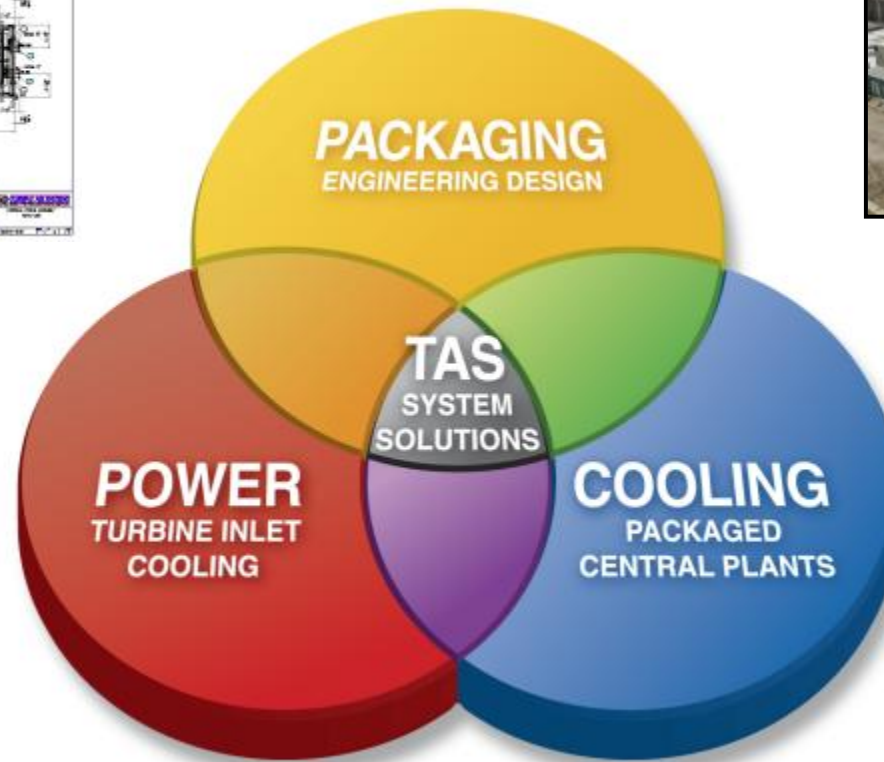 PACKAGING
ENGINEERING DESIGN
TAS
SYSTEM
SOLUTIONS
POWER
TURBINE INLET
COOLING
COOLING
PACKAGED
CENTRAL PLANTS